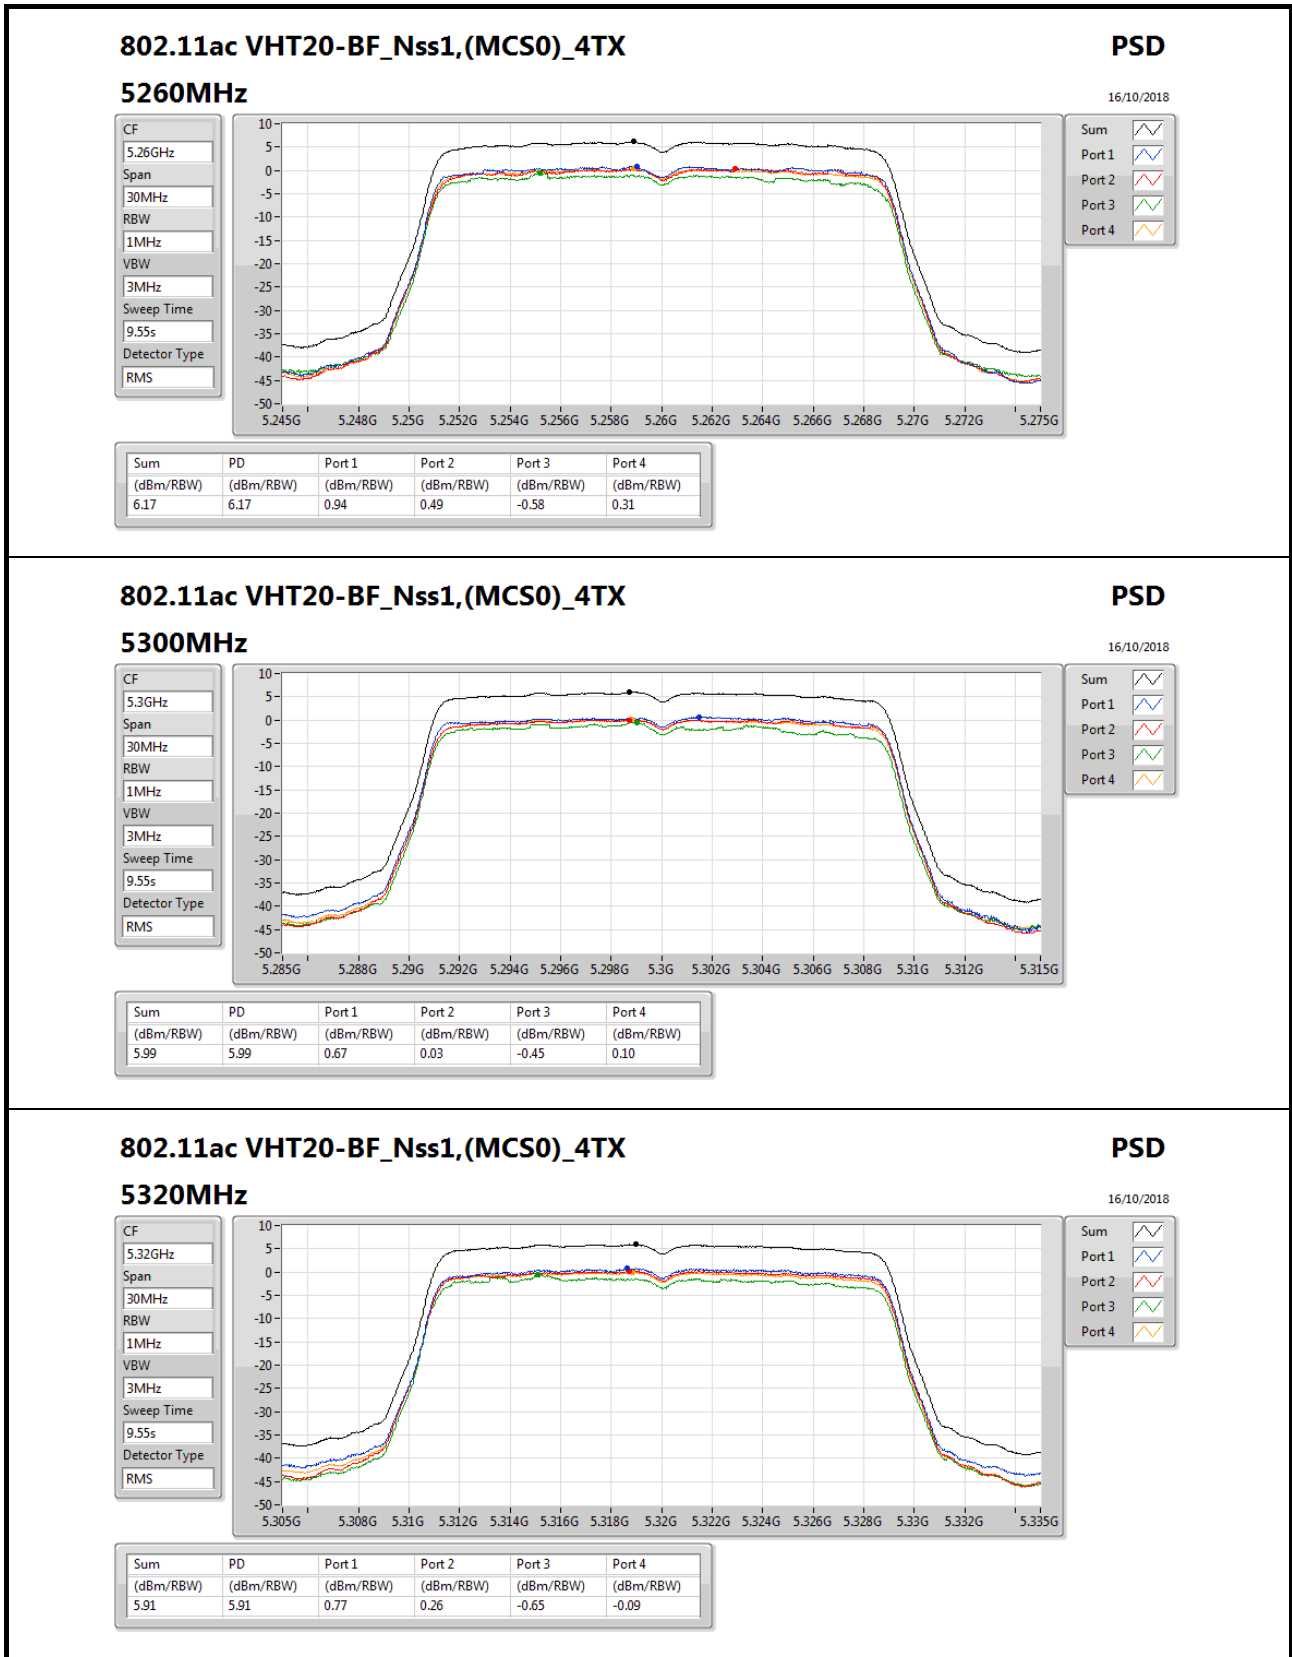 802.11ac VHT20-BF_Nss1,(MCS0)_4TX PSD
5260MHz 16/10/2018
CF
5.26GHz
Span
30MHz
RBW
1MHz
VBW
3MHz
Sweep Time
9.55s
Detector Type
RMS
10
5
0
-5
-10
-15
-20
-25
-30
-35
-40
-45
-50
5.245G 5.248G 5.25G 5.252G 5.254G 5.256G 5.258G 5.26G 5.262G 5.264G 5.266G 5.268G 5.27G 5.272G 5.275G
Sum
Port 1
Port 2
Port 3
Port 4
Sum PD Port 1 Port 2 Port 3 Port 4
(dBm/RBW) (dBm/RBW) (dBm/RBW) (dBm/RBW) (dBm/RBW) (dBm/RBW)
6.17 6.17 0.94 0.49 -0.58 0.31
802.11ac VHT20-BF_Nss1,(MCS0)_4TX PSD
5300MHz 16/10/2018
CF
5.3GHz
Span
30MHz
RBW
1MHz
VBW
3MHz
Sweep Time
9.55s
Detector Type
RMS
10
5
0
-5
-10
-15
-20
-25
-30
-35
-40
-45
-50
5.285G 5.288G 5.29G 5.292G 5.294G 5.296G 5.298G 5.3G 5.302G 5.304G 5.306G 5.308G 5.31G 5.312G 5.315G
Sum
Port 1
Port 2
Port 3
Port 4
Sum PD Port 1 Port 2 Port 3 Port 4
(dBm/RBW) (dBm/RBW) (dBm/RBW) (dBm/RBW) (dBm/RBW) (dBm/RBW)
5.99 5.99 0.67 0.03 -0.45 0.10
802.11ac VHT20-BF_Nss1,(MCS0)_4TX PSD
5320MHz 16/10/2018
CF
5.32GHz
Span
30MHz
RBW
1MHz
VBW
3MHz
Sweep Time
9.55s
Detector Type
RMS
10
5
0
-5
-10
-15
-20
-25
-30
-35
-40
-45
-50
5.305G 5.308G 5.31G 5.312G 5.314G 5.316G 5.318G 5.32G 5.322G 5.324G 5.326G 5.328G 5.33G 5.332G 5.335G
Sum
Port 1
Port 2
Port 3
Port 4
Sum PD Port 1 Port 2 Port 3 Port 4
(dBm/RBW) (dBm/RBW) (dBm/RBW) (dBm/RBW) (dBm/RBW) (dBm/RBW)
5.91 5.91 0.77 0.26 -0.65 -0.09